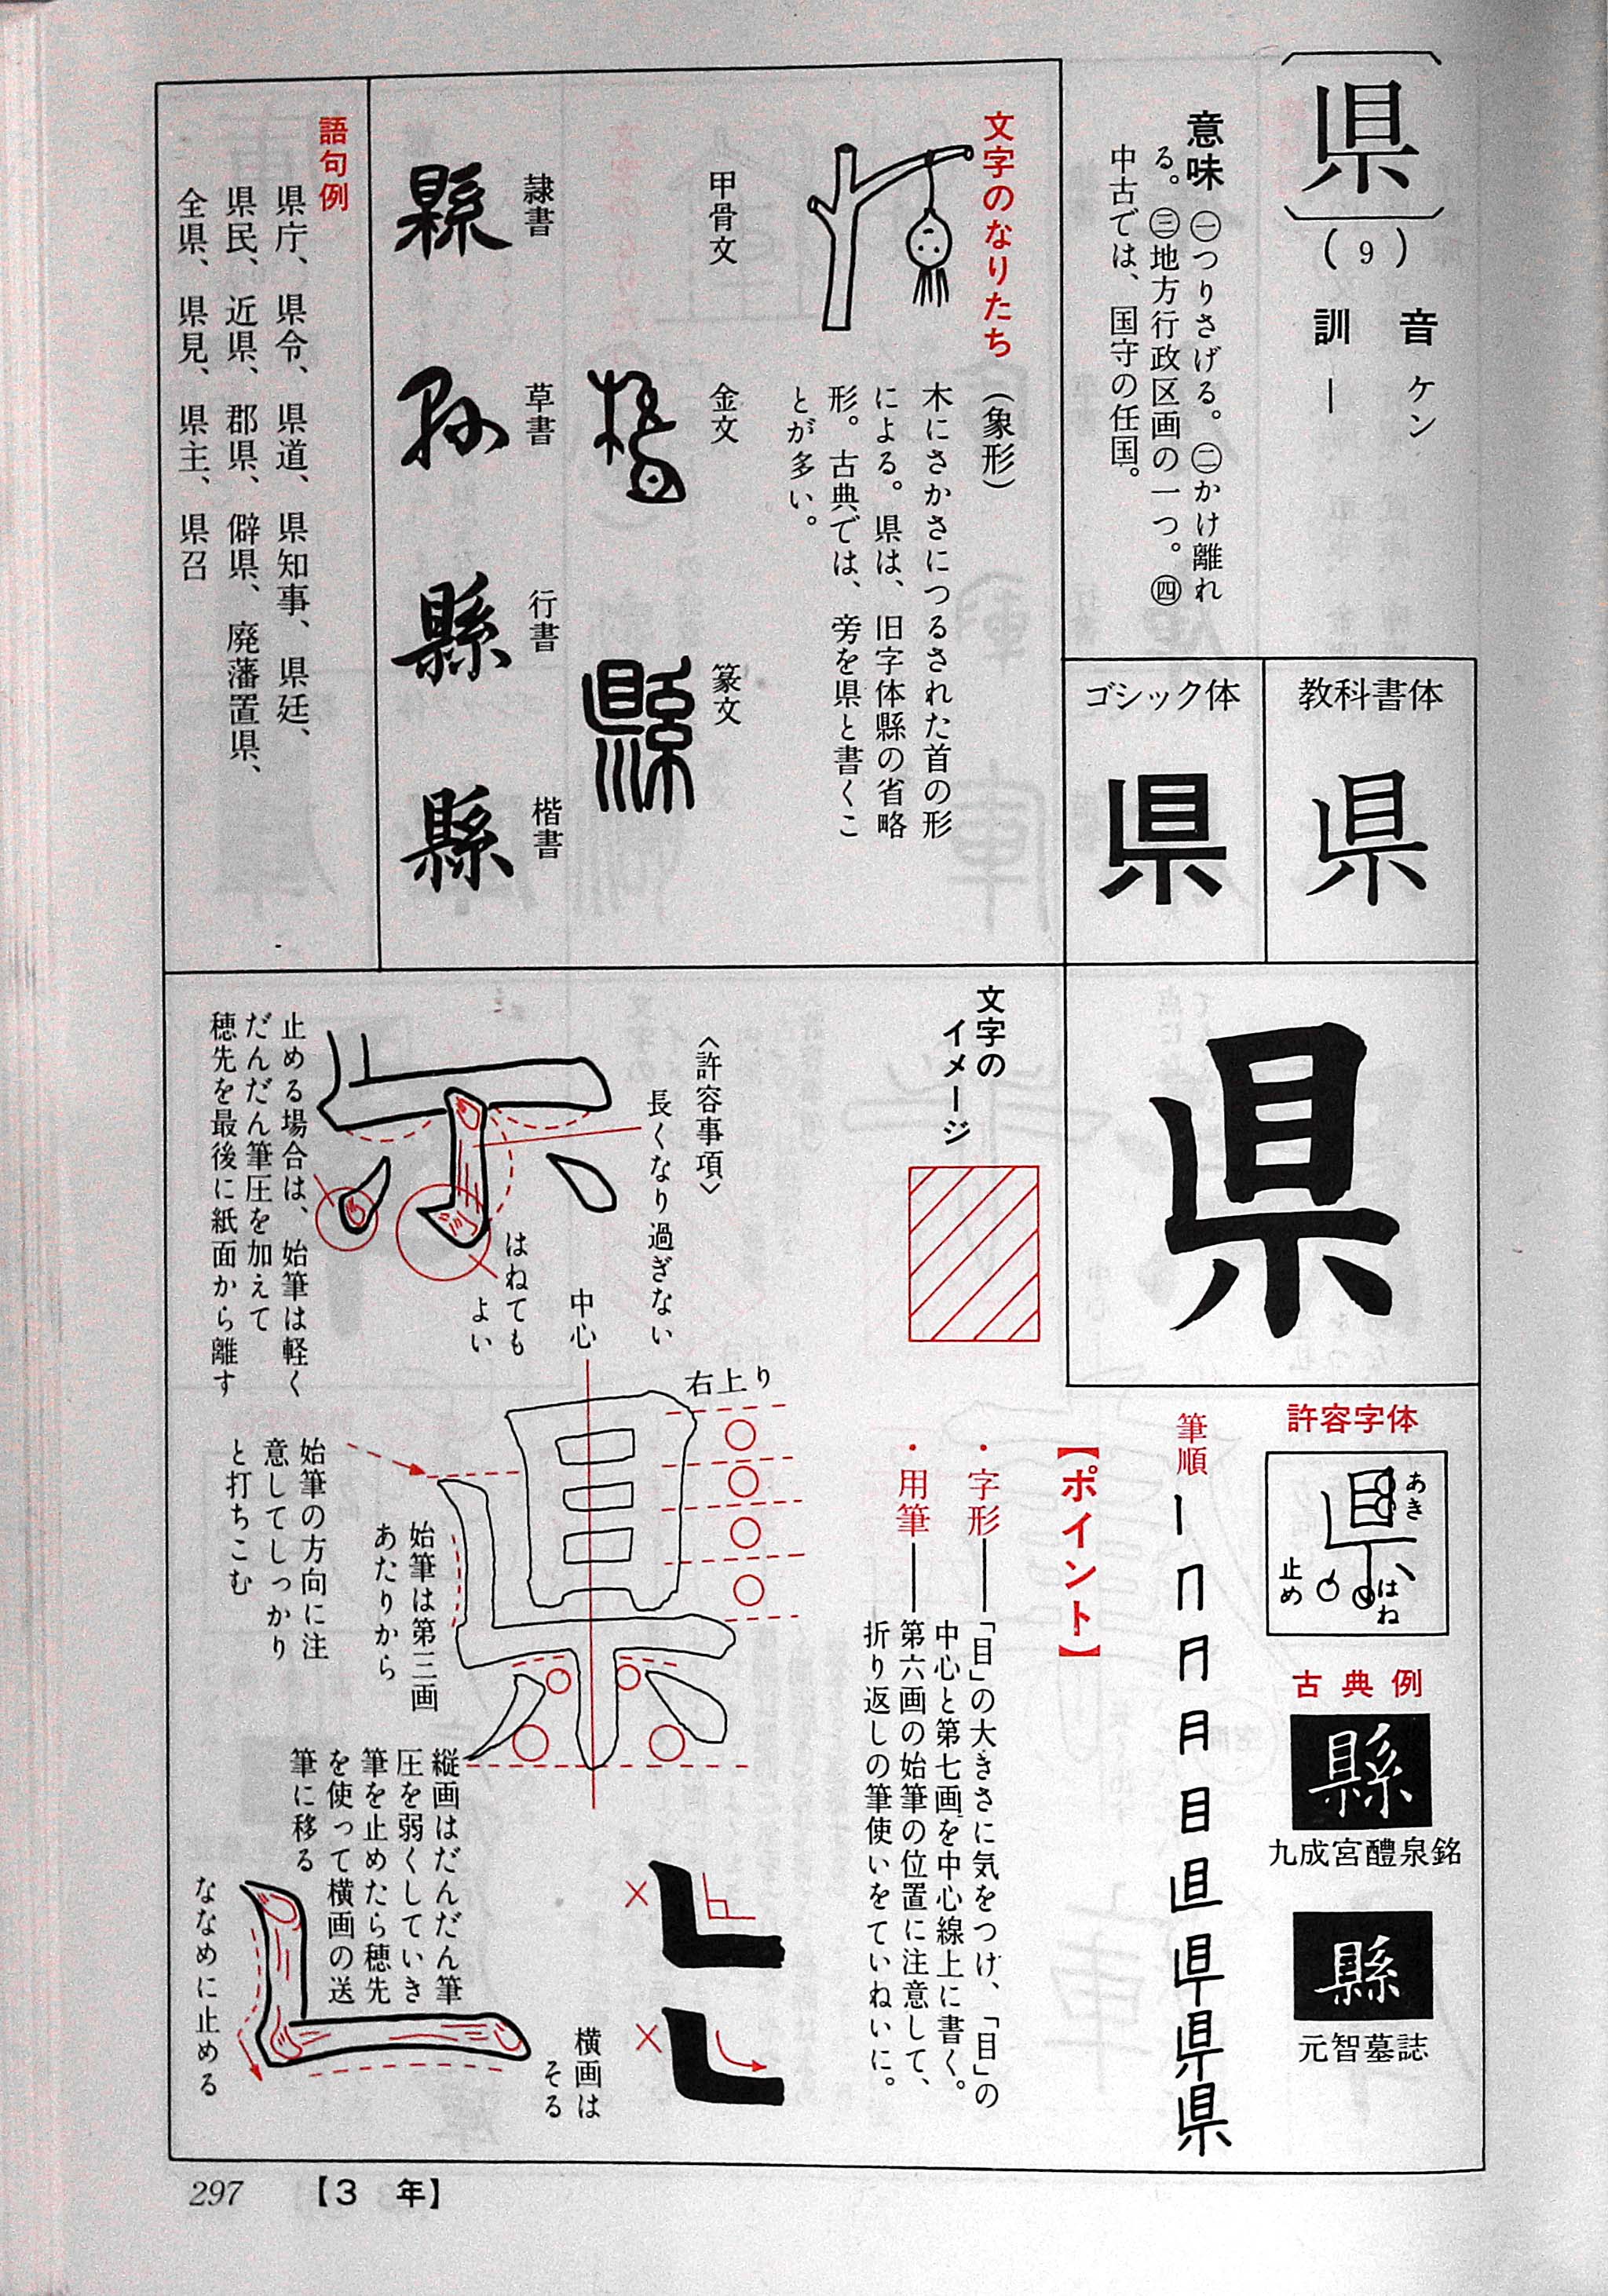 県
(9)
音 ケン
訓 ―
意味 ㊀つりさげる。㊁かけ離れ
る。㊂地方行政区画の一つ。㊃
中古では、国守の任国。
教科書体
県
ゴシック体
県
文字のなりたち
(象形)
木にさかさにつるされた首の形
による。県は、旧字体縣の省略
形。古典では、旁を県と書くこ
とが多い。
甲骨文
金文
篆文
縣
隷書
縣
草書
縣
行書
縣
楷書
縣
語句例
県庁、県令、県道、県知事、県廷、
県民、近県、郡県、僻県、廃藩置県、
全県、県見、県主、県召
県
許容字体
県
あき
はね
止め
古典例
縣
九成宮醴泉銘
縣
元智墓誌
筆順
県
【ポイント】
・字形―「目」の大きさに気をつけ、「目」の
中心と第七画を中心線上に書く。
・用筆―第六画の始筆の位置に注意して、
折り返しの筆使いをていねいに。
文字の
イメージ
〈許容事項〉
長くなり過ぎない
はねても
よい
止める場合は、始筆は軽く
だんだん筆圧を加えて
穂先を最後に紙面から離す
中心
右上り
県
始筆の方向に注
意してしっかり
と打ちこむ
始筆は第三画
あたりから
縦画はだんだん筆
圧を弱くしていき
筆を止めたら穂先
を使って横画の送
筆に移る
ななめに止める
横画は
そる
297 【3 年】